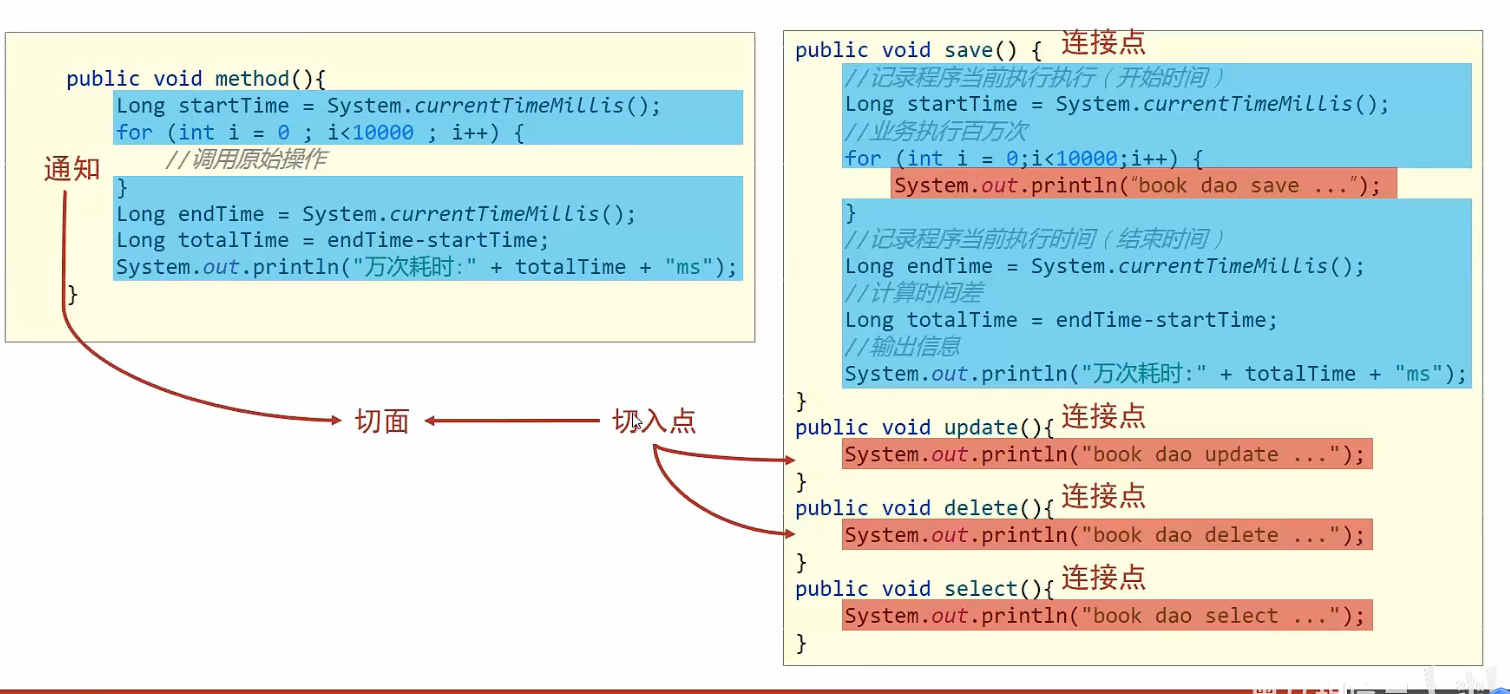 public void method(){
Long startTime = System.currentTimeMillis();
for (int i = 0 ; i<10000 ; i++) {
//调用原始操作
}
Long endTime = System.currentTimeMillis();
Long totalTime = endTime-startTime;
System.out.println("万次耗时:" + totalTime + "ms");
}
通知
切面
切入点
public void save() {
连接点
//记录程序当前执行执行（开始时间）
Long startTime = System.currentTimeMillis();
//业务执行百万次
for (int i = 0;i<10000;i++) {
System.out.println(“book dao save ...”);
}
//记录程序当前执行时间（结束时间）
Long endTime = System.currentTimeMillis();
//计算时间差
Long totalTime = endTime-startTime;
//输出信息
System.out.println("万次耗时:" + totalTime + "ms");
}
public void update(){
连接点
System.out.println("book dao update ...");
}
public void delete(){
连接点
System.out.println("book dao delete ...");
}
public void select(){
连接点
System.out.println("book dao select ...");
}